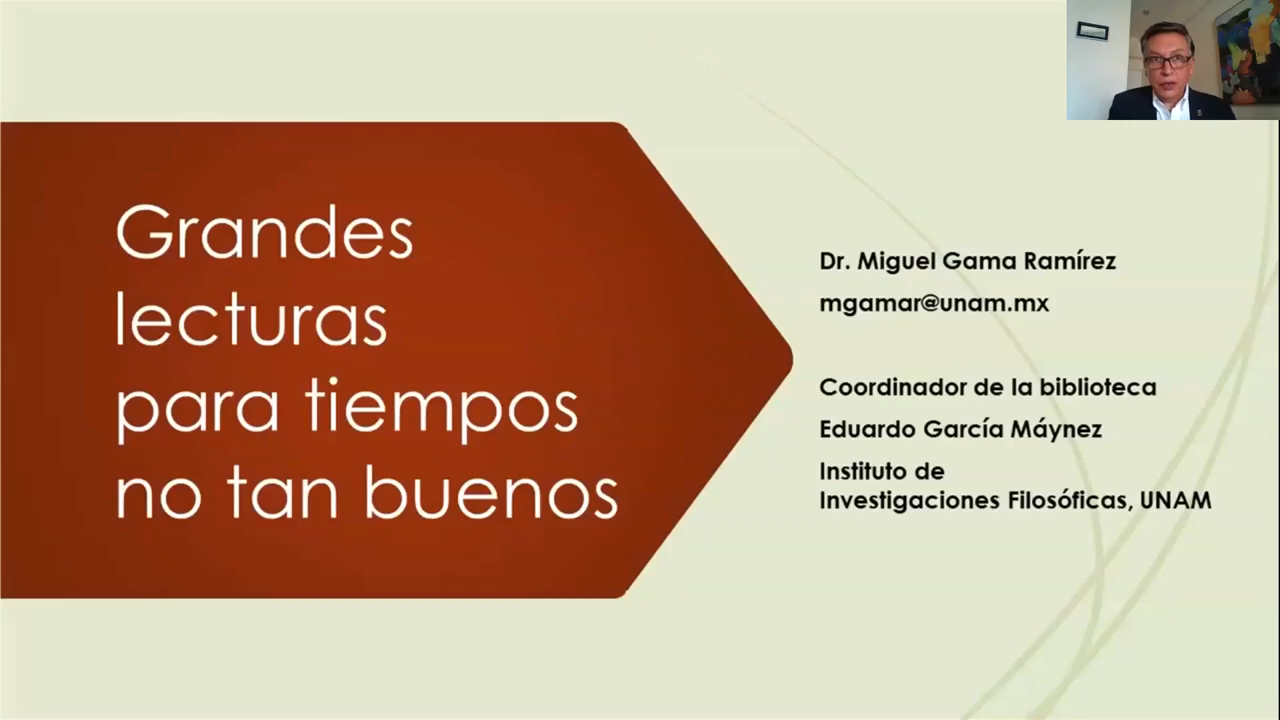 Grandes
lecturas
para tiempos
no tan buenos
Dr. Miguel Gama Ramírez
mgamar@unam.mx
Coordinador de la biblioteca
Eduardo García Máynez
Instituto de
Investigaciones Filosóficas, UNAM